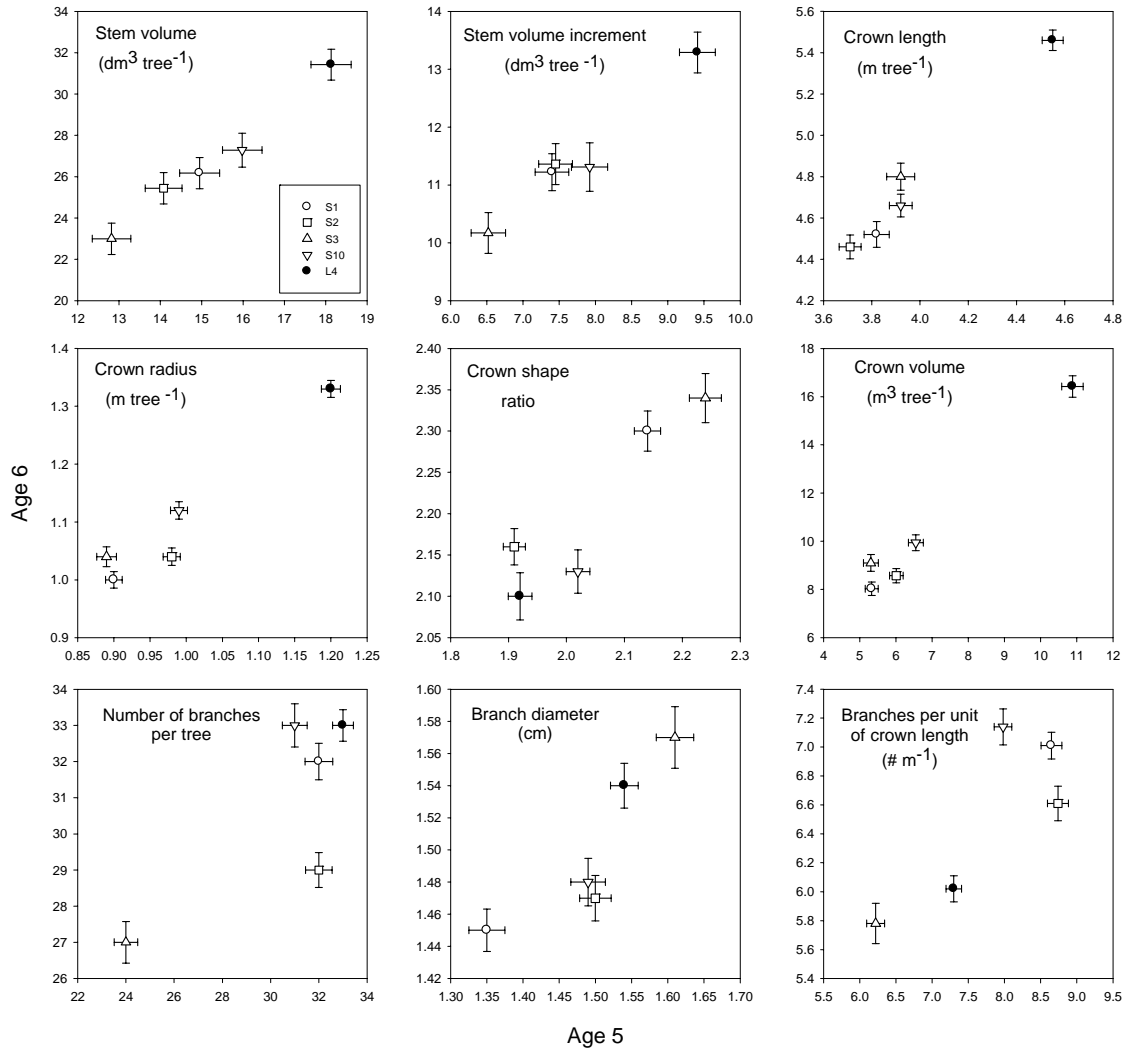 Stem volume
(dm3 tree-1)
34
32
30
28
26
24
22
20
12 13 14 15 16 17 18 19
S1
S2
S3
S10
L4
Stem volume increment
(dm3 tree -1)
14
13
12
11
10
9
6.0 6.5 7.0 7.5 8.0 8.5 9.0 9.5 10.0
Crown length
(m tree-1)
5.6
5.4
5.2
5.0
4.8
4.6
4.4
4.2
3.6 3.8 4.0 4.2 4.4 4.6 4.8
Crown radius
(m tree -1)
1.4
1.3
1.2
1.1
1.0
0.9
0.85 0.90 0.95 1.00 1.05 1.10 1.15 1.20 1.25
Crown shape
ratio
2.40
2.35
2.30
2.25
2.20
2.15
2.10
2.05
1.8 1.9 2.0 2.1 2.2 2.3
Crown volume
(m3 tree-1)
18
16
14
12
10
8
6
4 5 6 7 8 9 10 11 12
Age 6
Number of branches
per tree
34
33
32
31
30
29
28
27
26
22 24 26 28 30 32 34
Branch diameter
(cm)
1.60
1.58
1.56
1.54
1.52
1.50
1.48
1.46
1.44
1.42
1.30 1.35 1.40 1.45 1.50 1.55 1.60 1.65 1.70
Branches per unit
of crown length
(# m-1)
7.4
7.2
7.0
6.8
6.6
6.4
6.2
6.0
5.8
5.6
5.4
5.5 6.0 6.5 7.0 7.5 8.0 8.5 9.0 9.5
Age 5